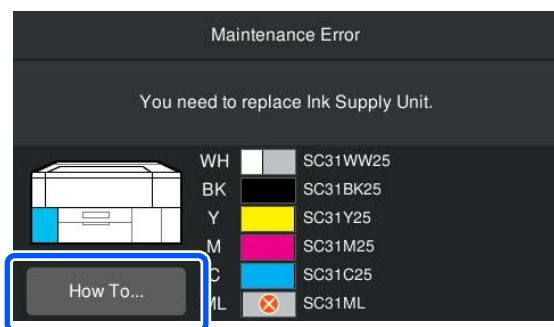 Maintenance Error
You need to replace Ink Supply Unit.
WH SC31WW25
BK SC31BK25
Y SC31Y25
M SC31M25
C SC31C25
ML SC31ML
How To...